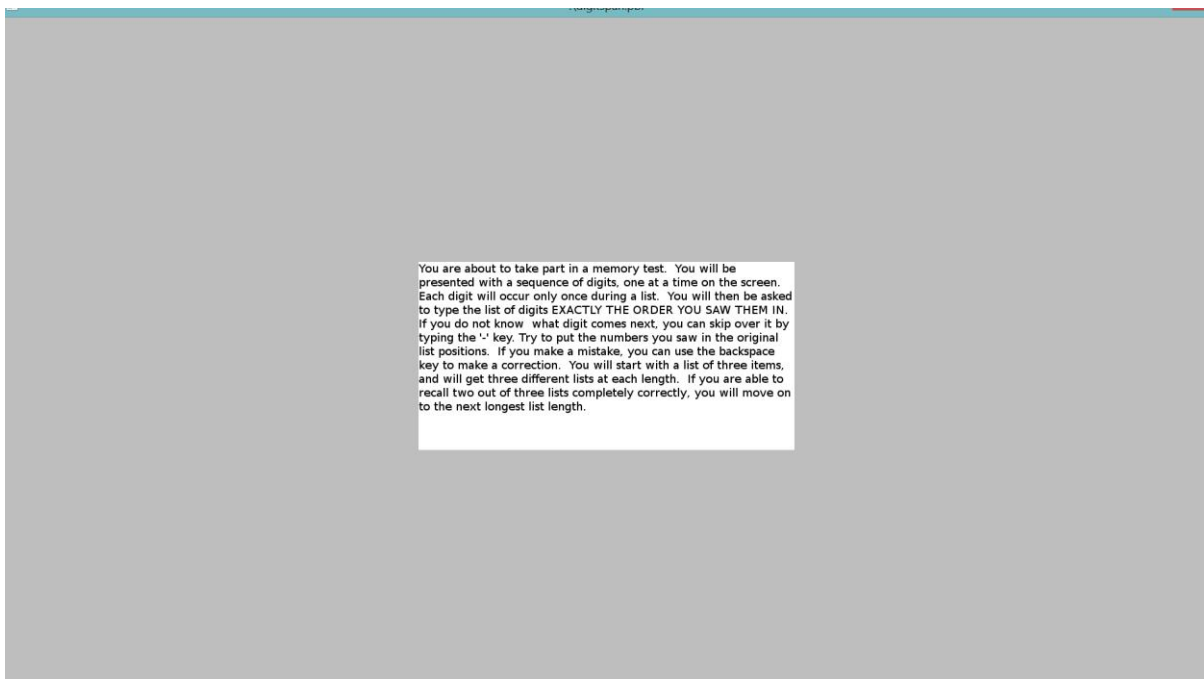 You are about to take part in a memory test.  You will be
presented with a sequence of digits, one at a time on the screen.
Each digit will occur only once during a list.  You will then be asked
to type the list of digits EXACTLY THE ORDER YOU SAW THEM IN.
If you do not know  what digit comes next, you can skip over it by
typing the '-' key. Try to put the numbers you saw in the original
list positions.  If you make a mistake, you can use the backspace
key to make a correction.  You will start with a list of three items,
and will get three different lists at each length.  If you are able to
recall two out of three lists completely correctly, you will move on
to the next longest list length.